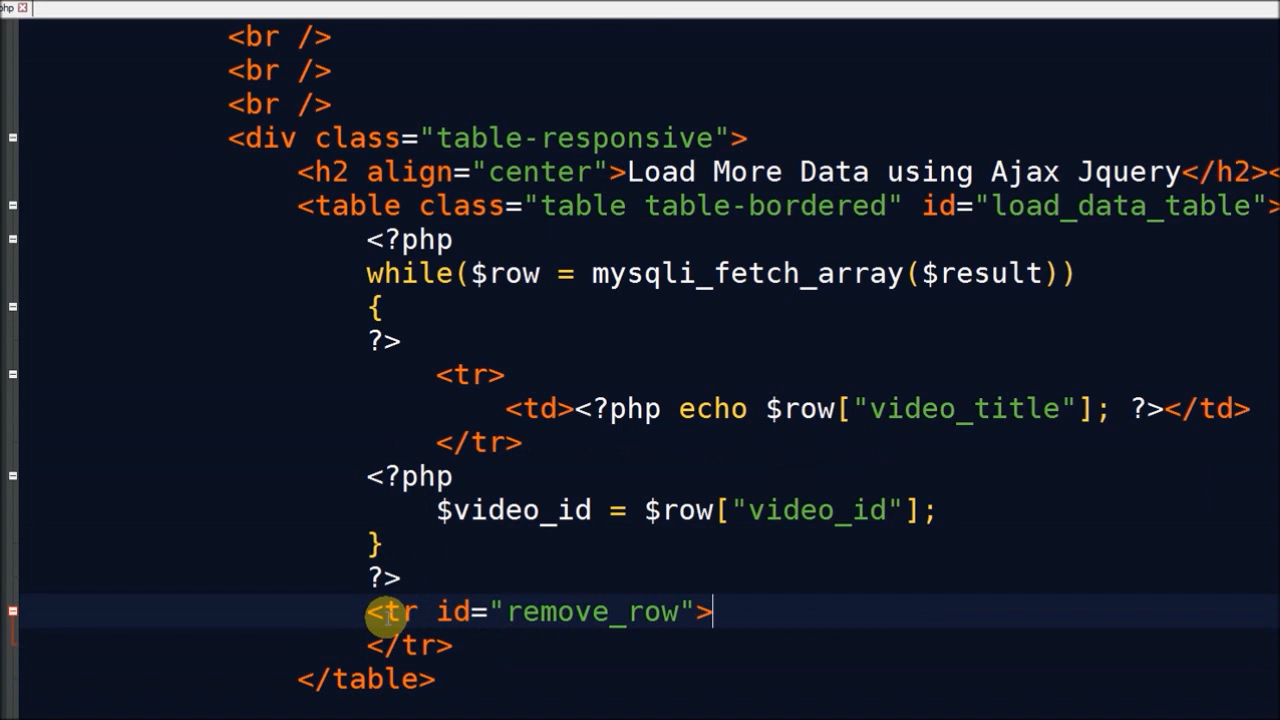 php
<br />
<br />
<br />
<div class="table-responsive">
<h2 align="center">Load More Data using Ajax Jquery</h2><
<table class="table table-bordered" id="load_data_table">
<?php
while($row = mysqli_fetch_array($result))
{
?>
<tr>
<td><?php echo $row["video_title"]; ?></td>
</tr>
<?php
$video_id = $row["video_id"];
}
?>
<tr id="remove_row">
</tr>
</table>